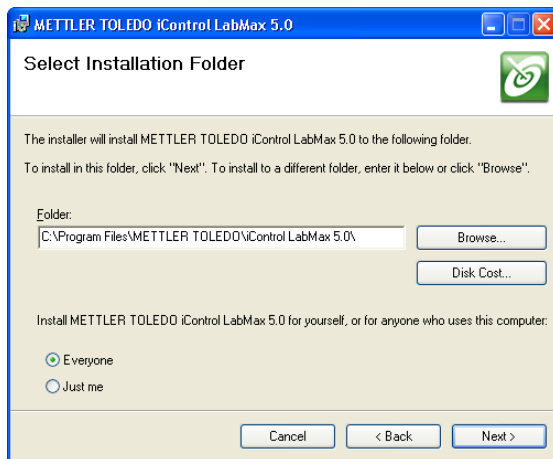 METTLER TOLEDO iControl LabMax 5.0
Select Installation Folder
The installer will install METTLER TOLEDO iControl LabMax 5.0 to the following folder.
To install in this folder, click "Next". To install to a different folder, enter it below or click "Browse".
Folder:
C:\Program Files\METTLER TOLEDO\iControl LabMax 5.0\
Browse...
Disk Cost...
Install METTLER TOLEDO iControl LabMax 5.0 for yourself, or for anyone who uses this computer:
Everyone
Just me
Cancel
< Back
Next >